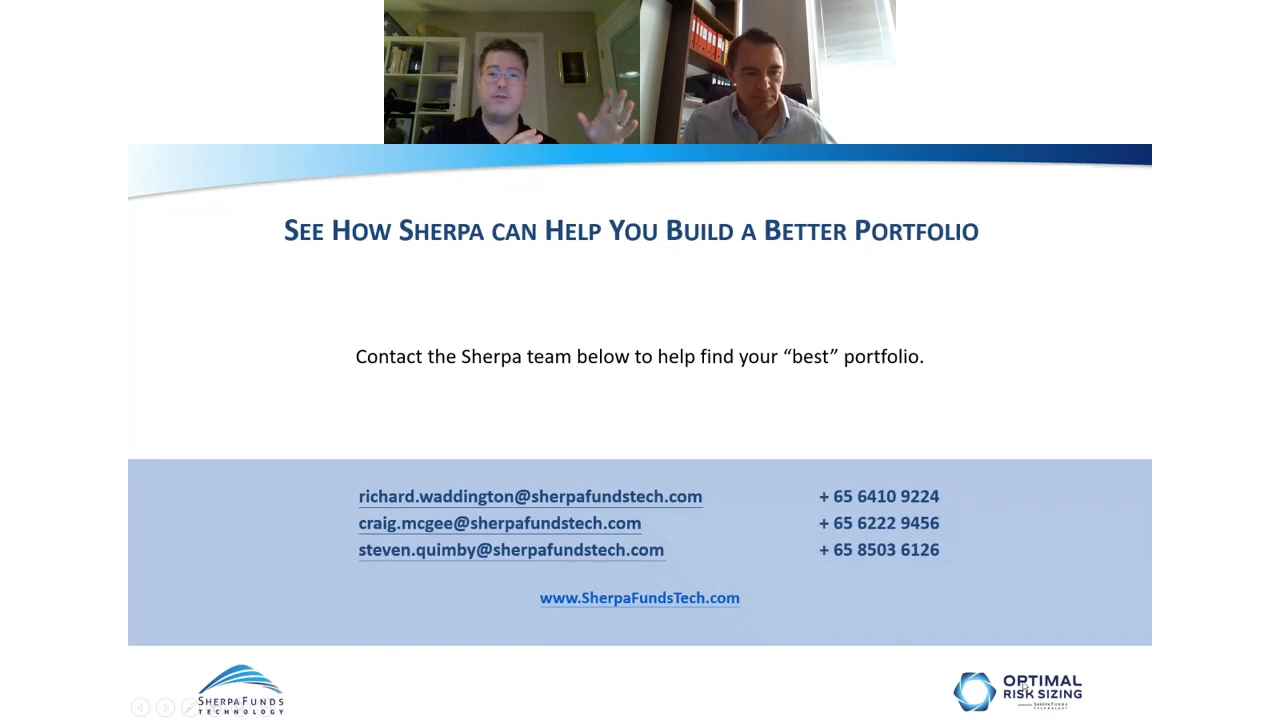 See How Sherpa can Help You Build a Better Portfolio
Contact the Sherpa team below to help find your “best” portfolio.
richard.waddington@sherpafundstech.com + 65 6410 9224
craig.mcgee@sherpafundstech.com + 65 6222 9456
steven.quimby@sherpafundstech.com + 65 8503 6126
www.SherpaFundsTech.com
SherpaFunds
Technology
OPTIMAL
RISK SIZING